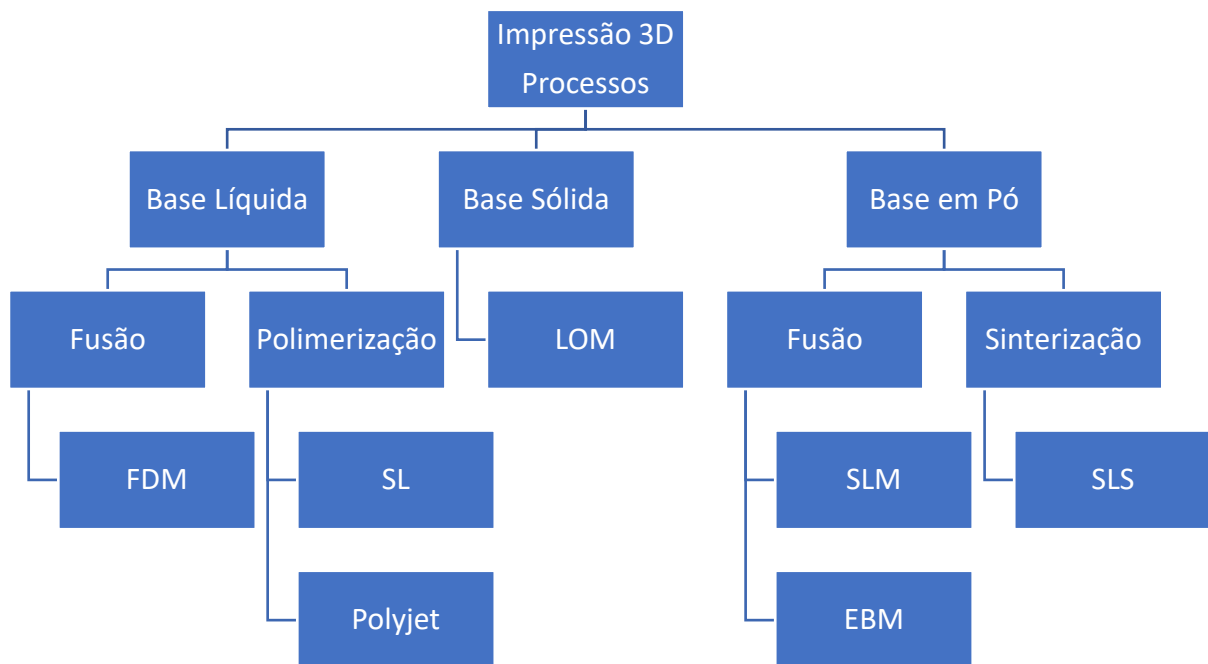 Impressão 3D
Processos
Base Líquida
Base Sólida
Base em Pó
Fusão
Polimerização
LOM
Fusão
Sinterização
FDM
SL
SLM
SLS
Polyjet
EBM